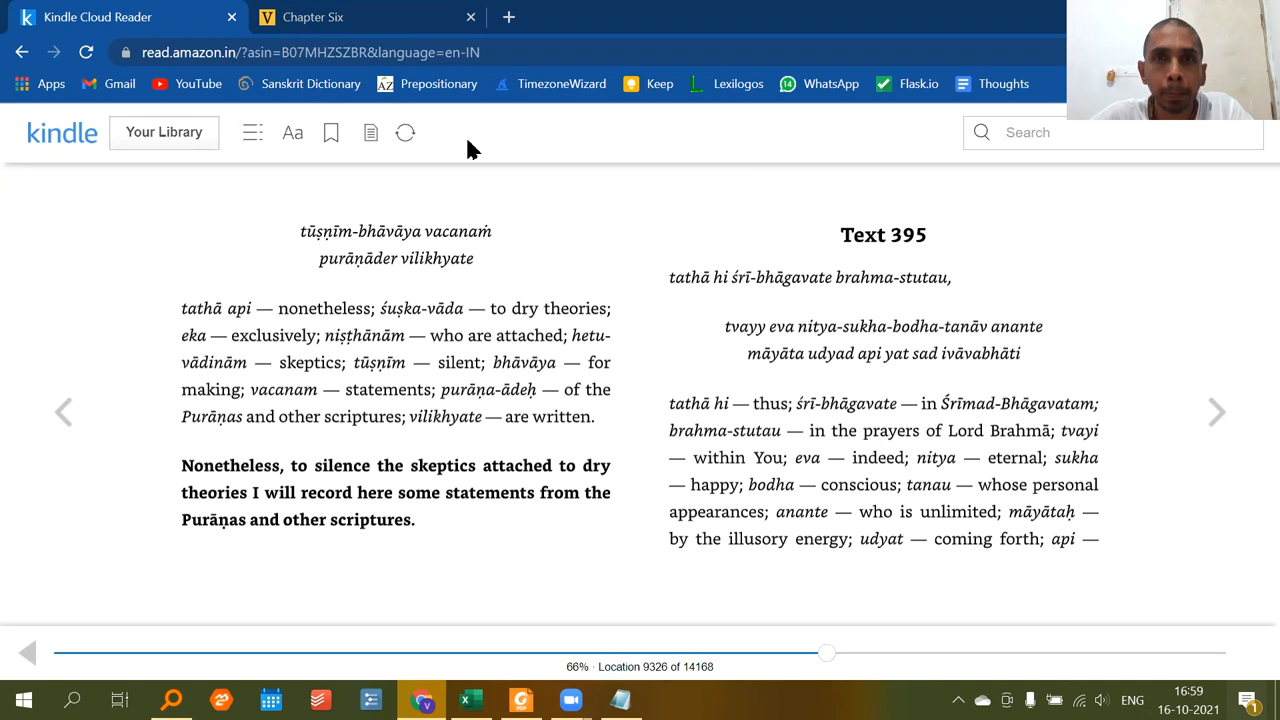 Kindle Cloud Reader
Chapter Six
read.amazon.in/?asin=B07MHZSZBR&language=en-IN
Apps Gmail YouTube Sanskrit Dictionary Prepositionary TimezoneWizard Keep Lexilogos 14 WhatsApp Flask.io Thoughts
kindle Your Library Aa Search
tūṣṇīm-bhāvāya vacanaṁ
purāṇāder vilikhyate
tathā api — nonetheless; śuṣka-vāda — to dry theories;
eka — exclusively; niṣṭhānām — who are attached; hetu-
vādinām — skeptics; tūṣṇīm — silent; bhāvāya — for
making; vacanam — statements; purāṇa-ādeḥ — of the
Purāṇas and other scriptures; vilikhyate — are written.
Nonetheless, to silence the skeptics attached to dry
theories I will record here some statements from the
Purāṇas and other scriptures.
Text 395
tathā hi śrī-bhāgavate brahma-stutau,
tvayy eva nitya-sukha-bodha-tanāv anante
māyāta udyad api yat sad ivāvabhāti
tathā hi — thus; śrī-bhāgavate — in Śrīmad-Bhāgavatam;
brahma-stutau — in the prayers of Lord Brahmā; tvayi
— within You; eva — indeed; nitya — eternal; sukha
— happy; bodha — conscious; tanau — whose personal
appearances; anante — who is unlimited; māyātaḥ —
by the illusory energy; udyat — coming forth; api —
66% · Location 9326 of 14168
ENG
16:59
16-10-2021
1